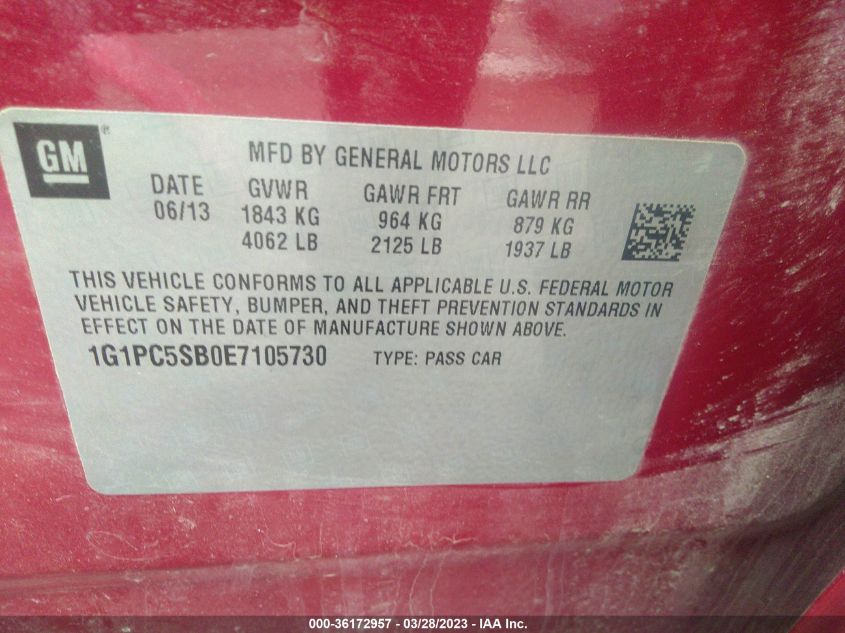 GM ®
MFD BY GENERAL MOTORS LLC
DATE GVWR GAWR FRT GAWR RR
06/13 1843 KG 964 KG 879 KG
4062 LB 2125 LB 1937 LB
THIS VEHICLE CONFORMS TO ALL APPLICABLE U.S. FEDERAL MOTOR
VEHICLE SAFETY, BUMPER, AND THEFT PREVENTION STANDARDS IN
EFFECT ON THE DATE OF MANUFACTURE SHOWN ABOVE.
1G1PC5SB0E7105730 TYPE: PASS CAR
000-36172957 - 03/28/2023 - IAA Inc.